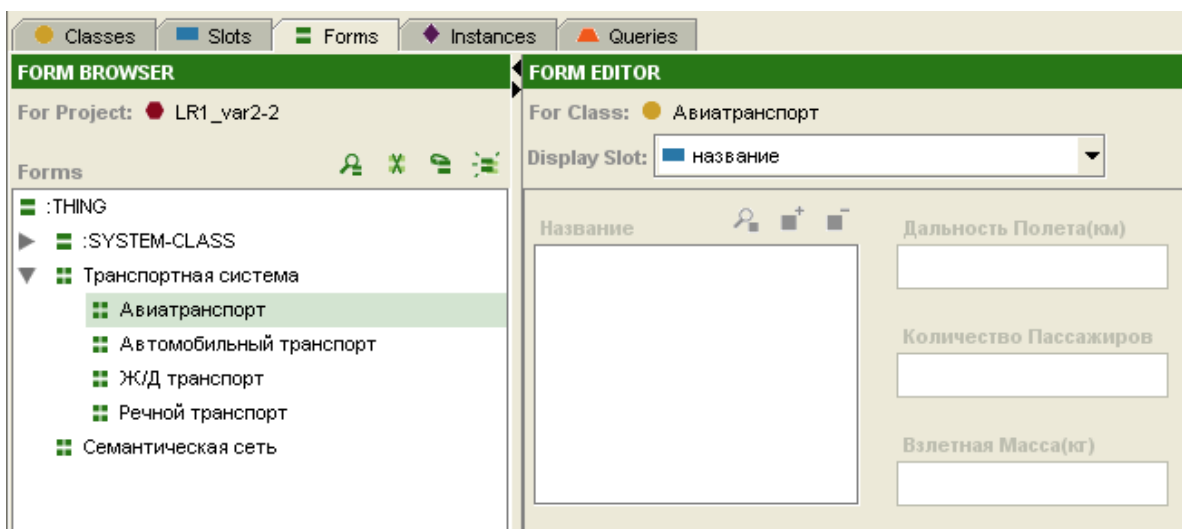 Classes Slots Forms Instances Queries
FORM BROWSER
For Project: LR1_var2-2
Forms
:THING
:SYSTEM-CLASS
Транспортная система
Авиатранспорт
Автомобильный транспорт
Ж/Д транспорт
Речной транспорт
Семантическая сеть
FORM EDITOR
For Class: Авиатранспорт
Display Slot: название
Название
Дальность Полета(км)
Количество Пассажиров
Взлетная Масса(кг)